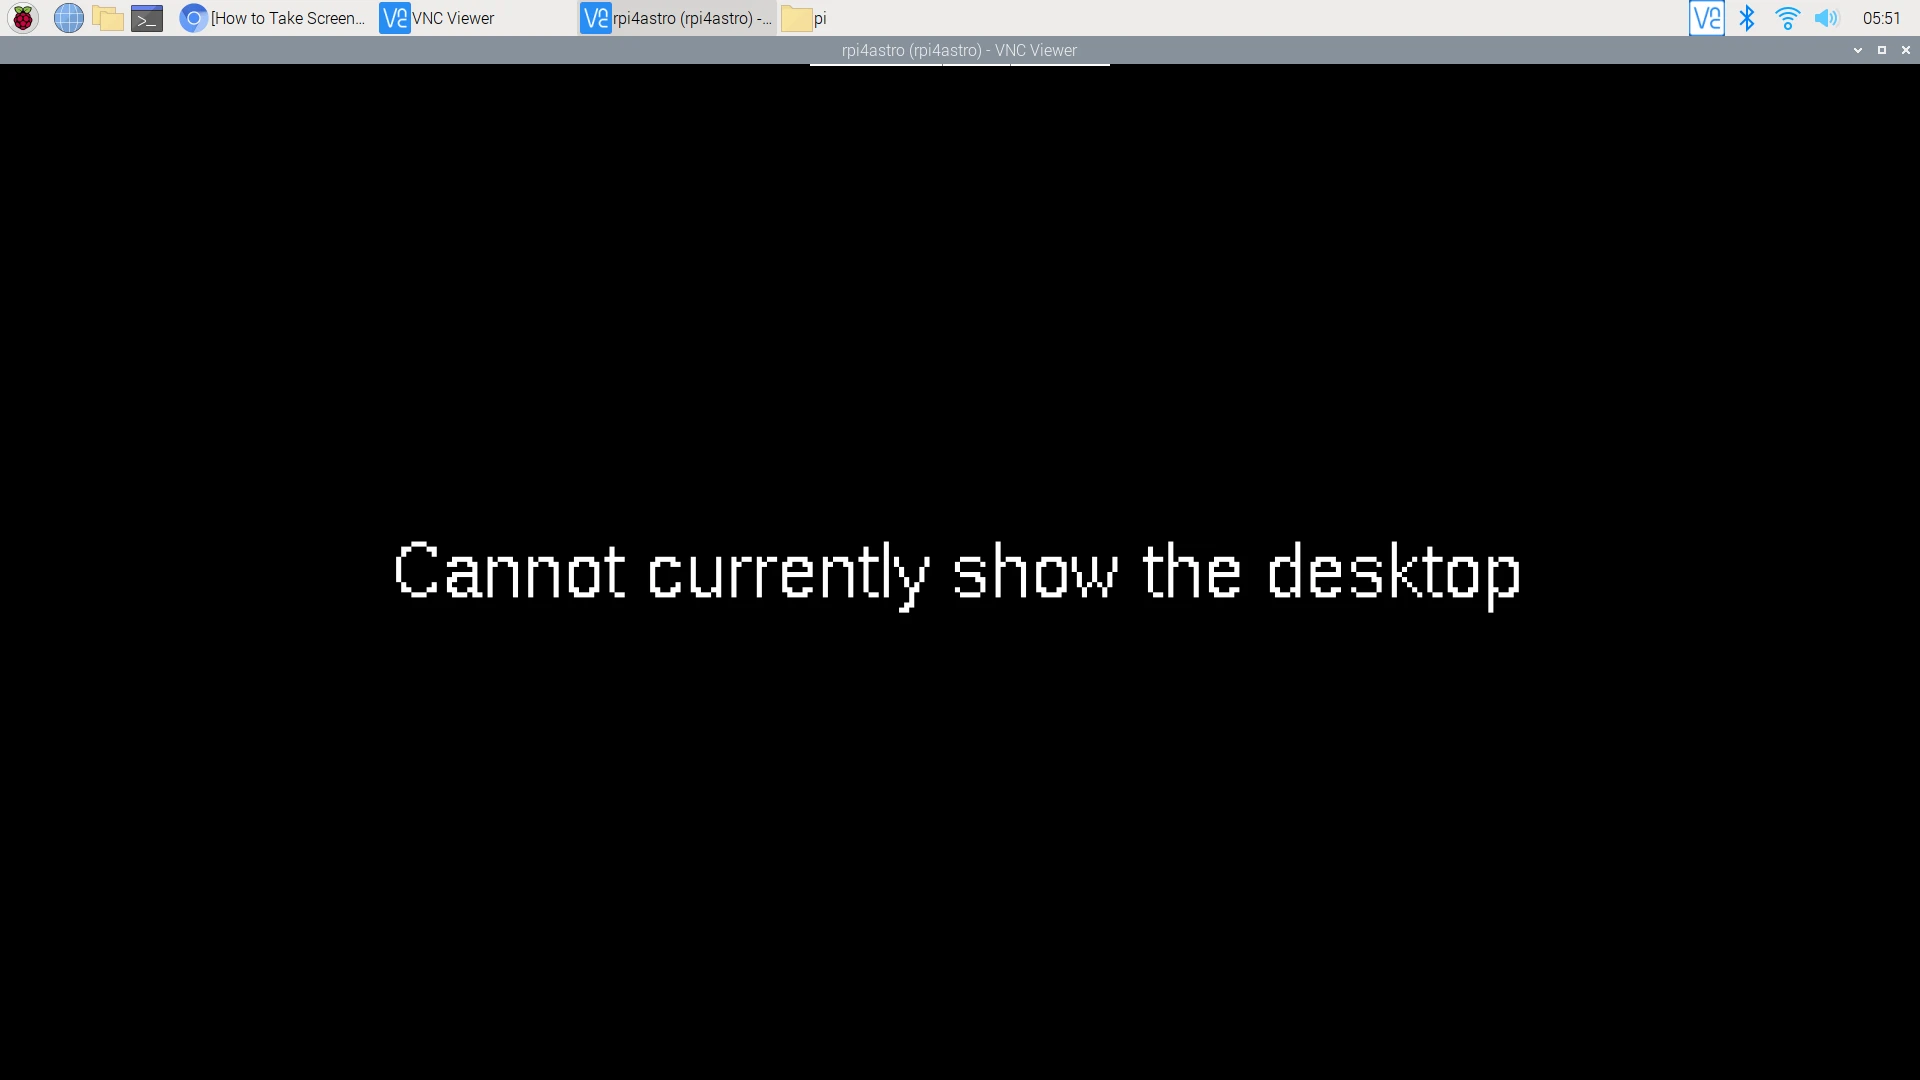 [How to Take Screen... VNC Viewer rpi4astro (rpi4astro) -... pi 05:51
rpi4astro (rpi4astro) - VNC Viewer
Cannot currently show the desktop